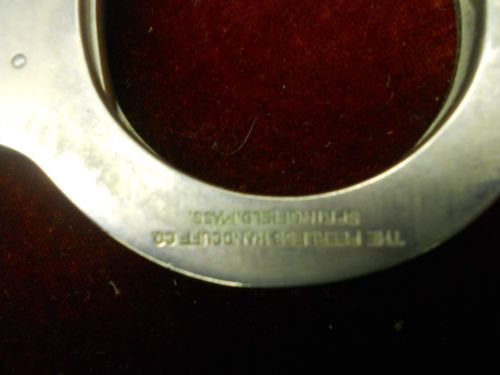 THE PEERLESS HANDCUFF CO.
SPRINGFIELD, MASS.